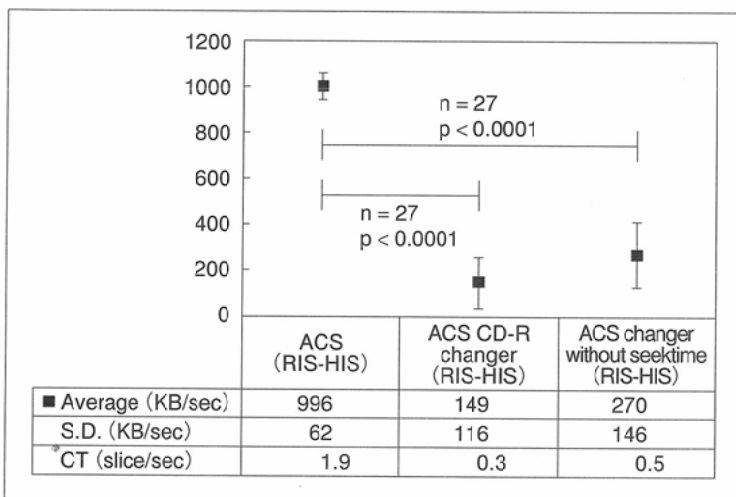 1200
1000
800
600
400
200
0
n = 27
p < 0.0001
n = 27
p < 0.0001
ACS
(RIS-HIS)
ACS CD-R
changer
(RIS-HIS)
ACS changer
without seektime
(RIS-HIS)
■ Average (KB/sec) 996 149 270
S.D. (KB/sec) 62 116 146
CT (slice/sec) 1.9 0.3 0.5